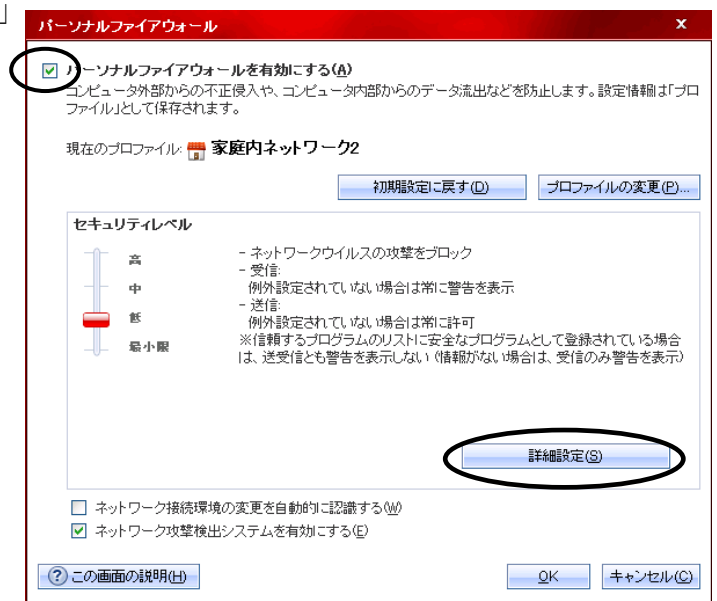 」
パーソナルファイアウォール x
パーソナルファイアウォールを有効にする(A)
コンピュータ外部からの不正侵入や、コンピュータ内部からのデータ流出などを防止します。設定情報は「プロ
ファイル」として保存されます。
現在のプロファイル: 家庭内ネットワーク2
初期設定に戻す(D) プロファイルの変更(P)...
セキュリティレベル
高
中
低
最小限
- ネットワークウイルスの攻撃をブロック
- 受信:
例外設定されていない場合は常に警告を表示
- 送信:
例外設定されていない場合は常に許可
※信頼するプログラムのリストに安全なプログラムとして登録されている場合
は、送受信とも警告を表示しない（情報がない場合は、受信のみ警告を表示）
詳細設定(S)
ネットワーク接続環境の変更を自動的に認識する(W)
ネットワーク攻撃検出システムを有効にする(E)
?この画面の説明(H) OK キャンセル(C)